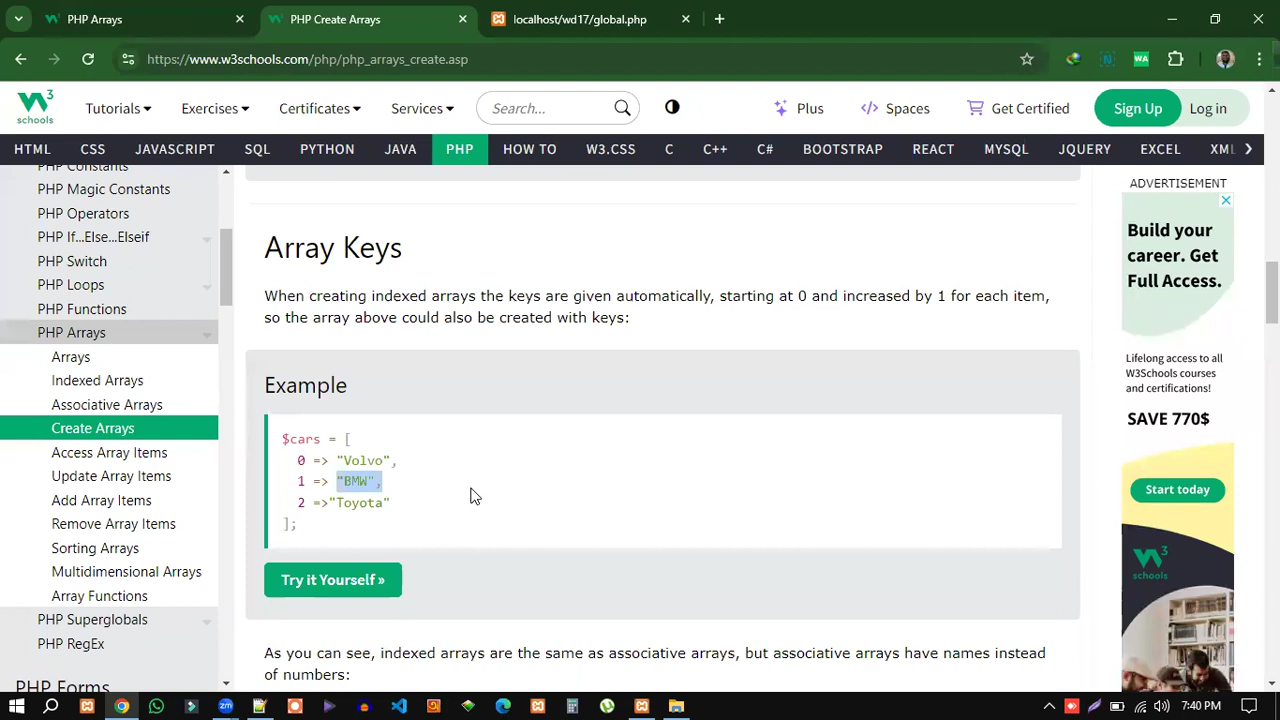 PHP Arrays
PHP Create Arrays
localhost/wd17/global.php
https://www.w3schools.com/php/php_arrays_create.asp
W3
schools
Tutorials
Exercises
Certificates
Services
Search...
Plus
Spaces
Get Certified
Sign Up
Log in
HTML CSS JAVASCRIPT SQL PYTHON JAVA PHP HOW TO W3.CSS C C++ C# BOOTSTRAP REACT MYSQL JQUERY EXCEL XML
PHP Constants
PHP Magic Constants
PHP Operators
PHP If...Else...Elseif
PHP Switch
PHP Loops
PHP Functions
PHP Arrays
Arrays
Indexed Arrays
Associative Arrays
Create Arrays
Access Array Items
Update Array Items
Add Array Items
Remove Array Items
Sorting Arrays
Multidimensional Arrays
Array Functions
PHP Superglobals
PHP RegEx
PHP Forms
Array Keys
When creating indexed arrays the keys are given automatically, starting at 0 and increased by 1 for each item,
so the array above could also be created with keys:
Example
$cars = [
0 => "Volvo",
1 => "BMW",
2 =>"Toyota"
];
Try it Yourself »
As you can see, indexed arrays are the same as associative arrays, but associative arrays have names instead
of numbers:
ADVERTISEMENT
Build your
career. Get
Full Access.
Lifelong access to all
W3Schools courses
and certifications!
SAVE 770$
Start today
W3
schools
7:40 PM